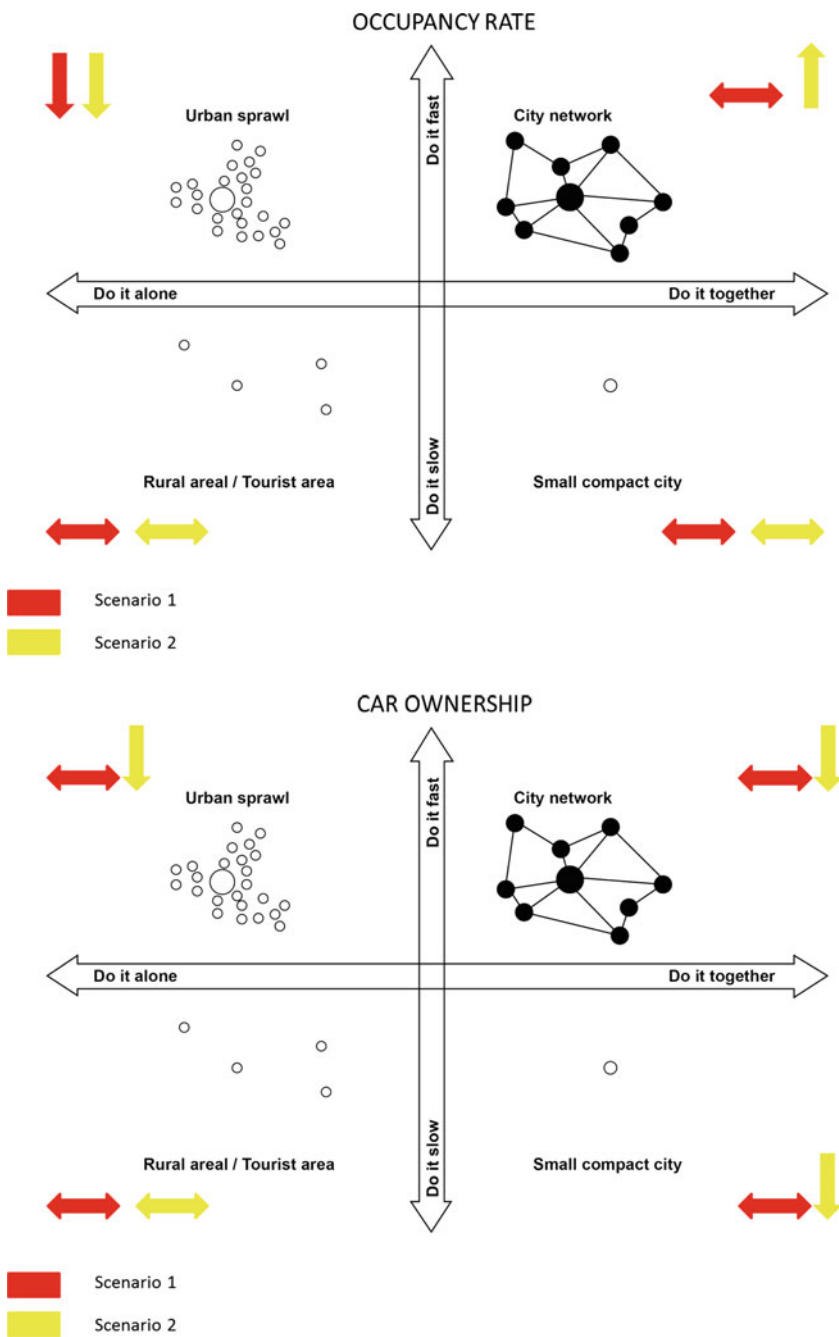 OCCUPANCY RATE
Urban sprawl
Do it fast
City network
Do it alone
Do it together
Rural areal / Tourist area
Do it slow
Small compact city
Scenario 1
Scenario 2
CAR OWNERSHIP
Urban sprawl
Do it fast
City network
Do it alone
Do it together
Rural areal / Tourist area
Do it slow
Small compact city
Scenario 1
Scenario 2